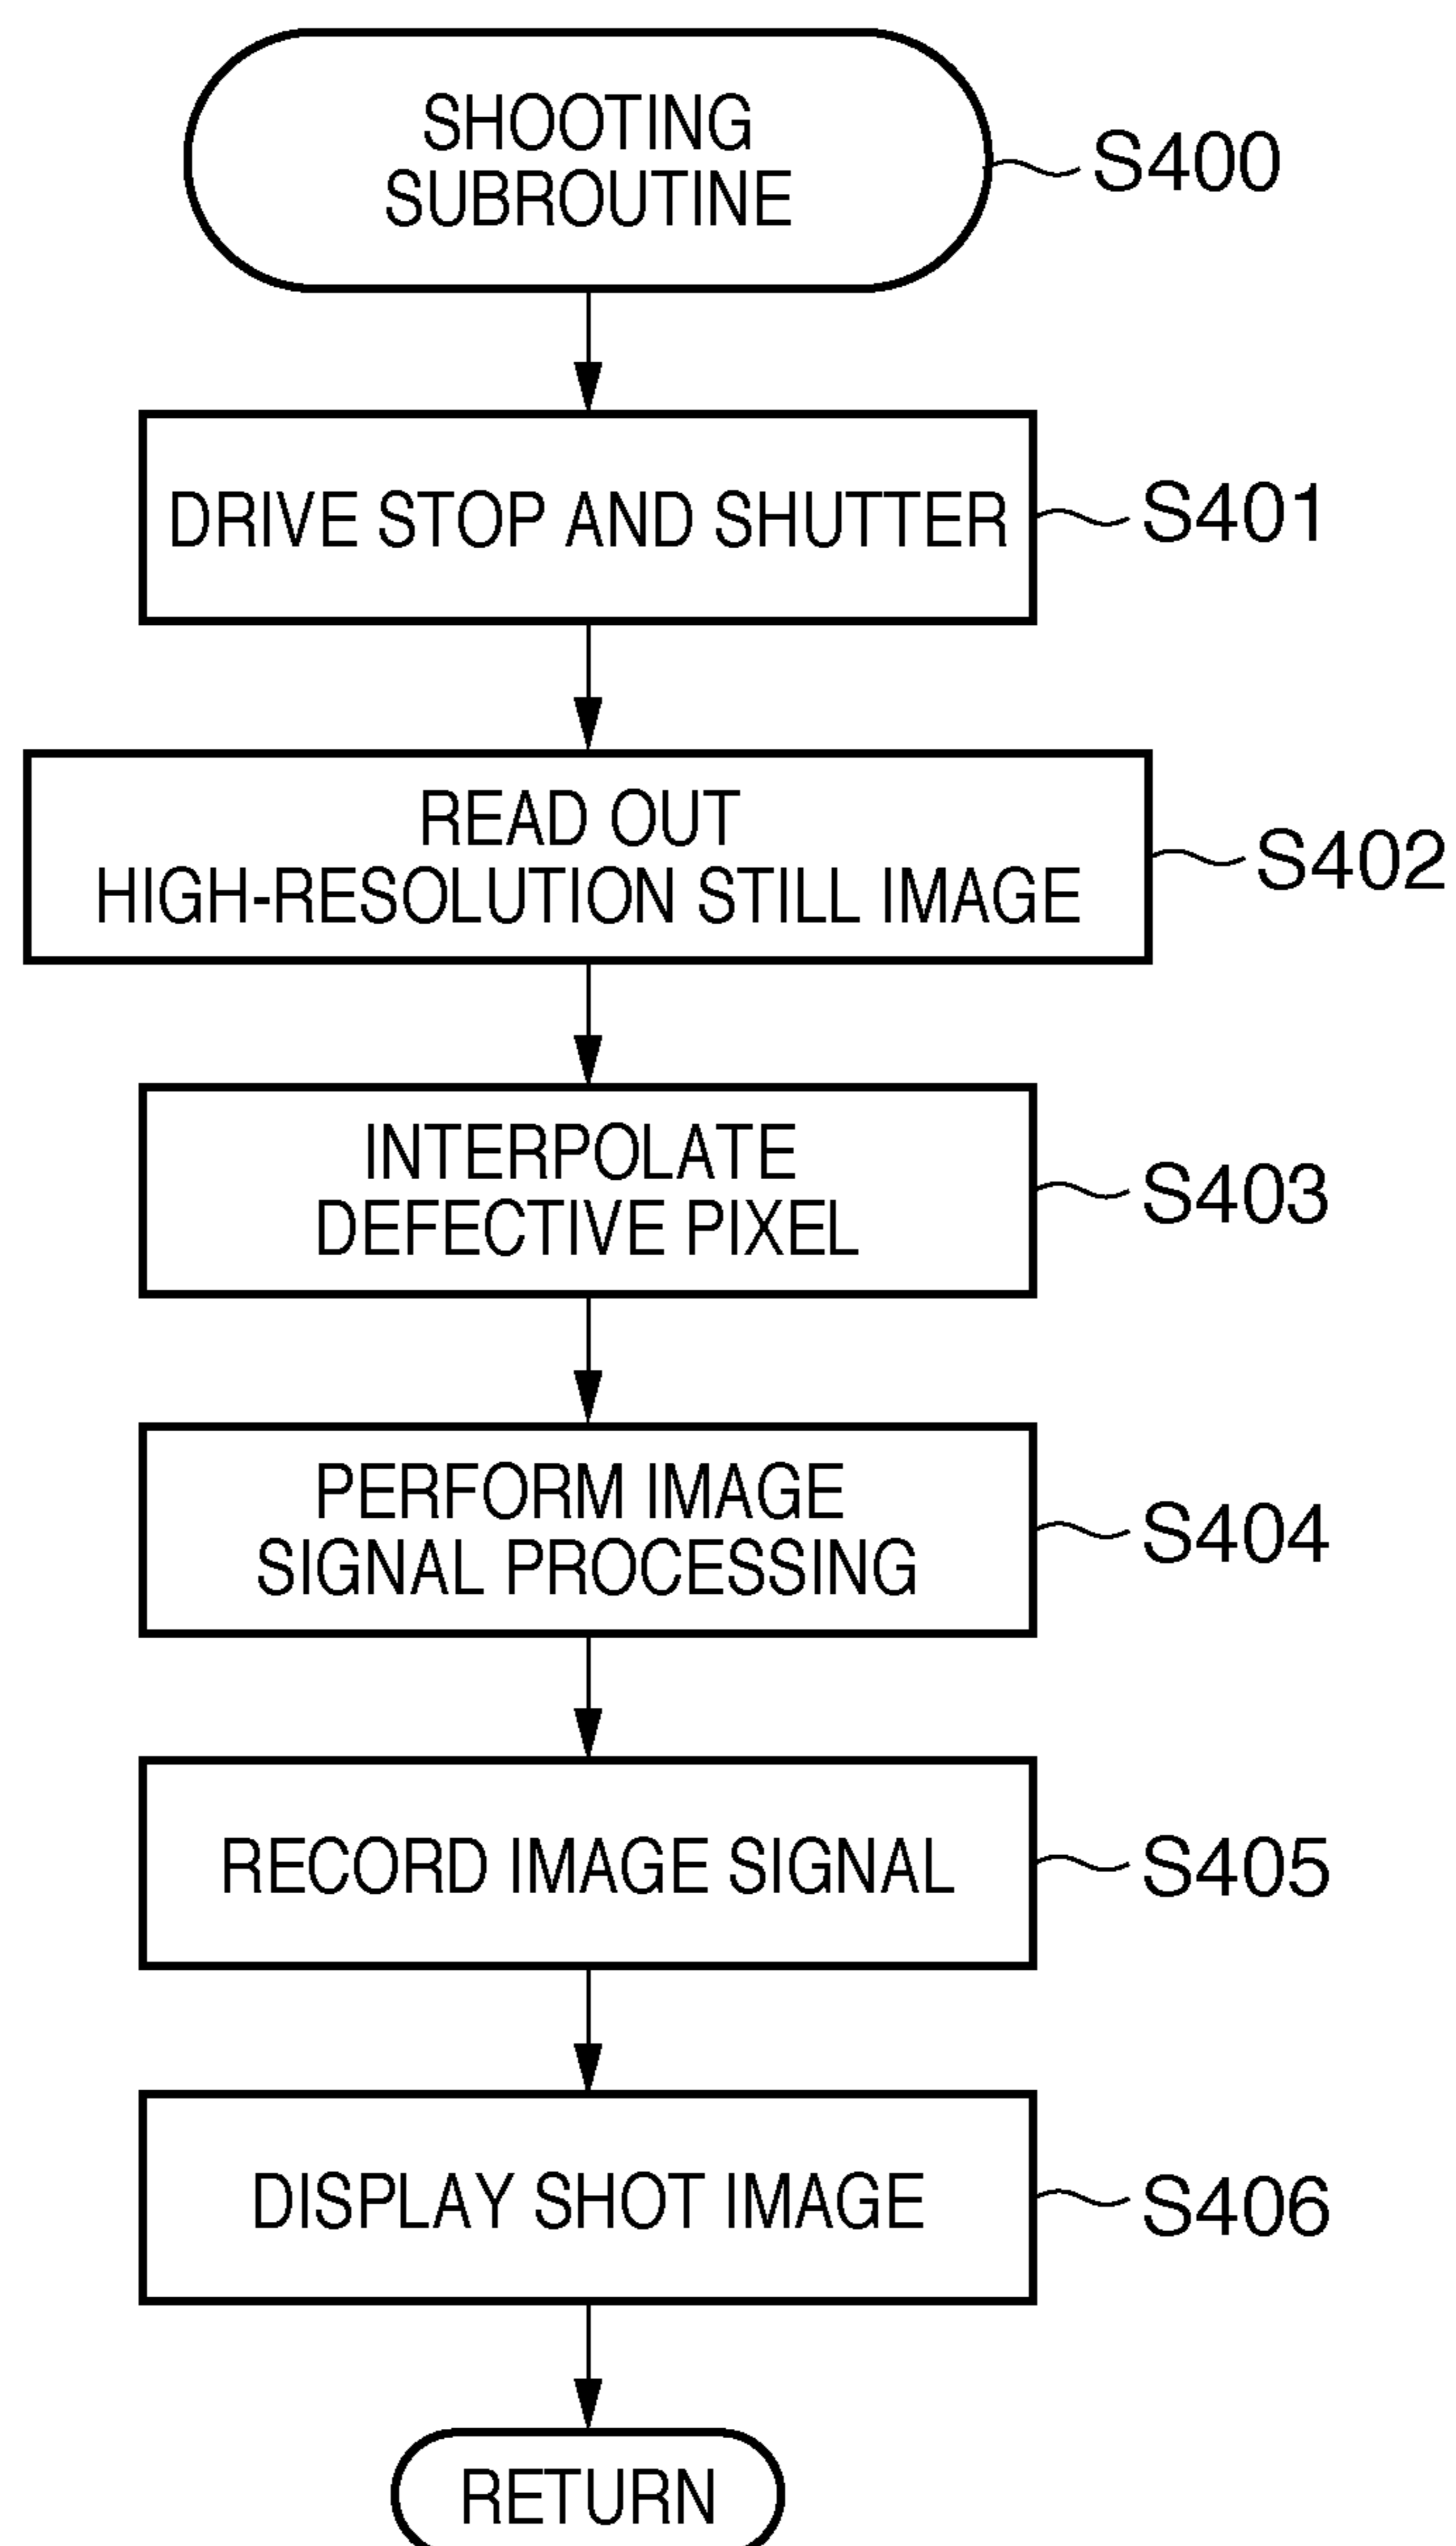 SHOOTING
SUBROUTINE
S400
DRIVE STOP AND SHUTTER
S401
READ OUT
HIGH-RESOLUTION STILL IMAGE
S402
INTERPOLATE
DEFECTIVE PIXEL
S403
PERFORM IMAGE
SIGNAL PROCESSING
S404
RECORD IMAGE SIGNAL
S405
DISPLAY SHOT IMAGE
S406
RETURN